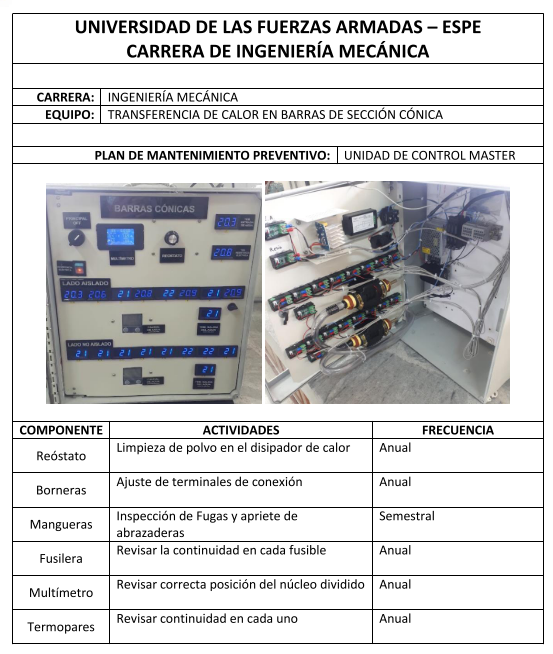 UNIVERSIDAD DE LAS FUERZAS ARMADAS – ESPE
CARRERA DE INGENIERÍA MECÁNICA
CARRERA: INGENIERÍA MECÁNICA
EQUIPO: TRANSFERENCIA DE CALOR EN BARRAS DE SECCIÓN CÓNICA
PLAN DE MANTENIMIENTO PREVENTIVO: UNIDAD DE CONTROL MASTER
BARRAS CÓNICAS
LADO AISLADO
LADO NO AISLADO
COMPONENTE ACTIVIDADES FRECUENCIA
Reóstato Limpieza de polvo en el disipador de calor Anual
Borneras Ajuste de terminales de conexión Anual
Mangueras Inspección de Fugas y apriete de Semestral
abrazaderas
Fusilera Revisar la continuidad en cada fusible Anual
Multímetro Revisar correcta posición del núcleo dividido Anual
Termopares Revisar continuidad en cada uno Anual